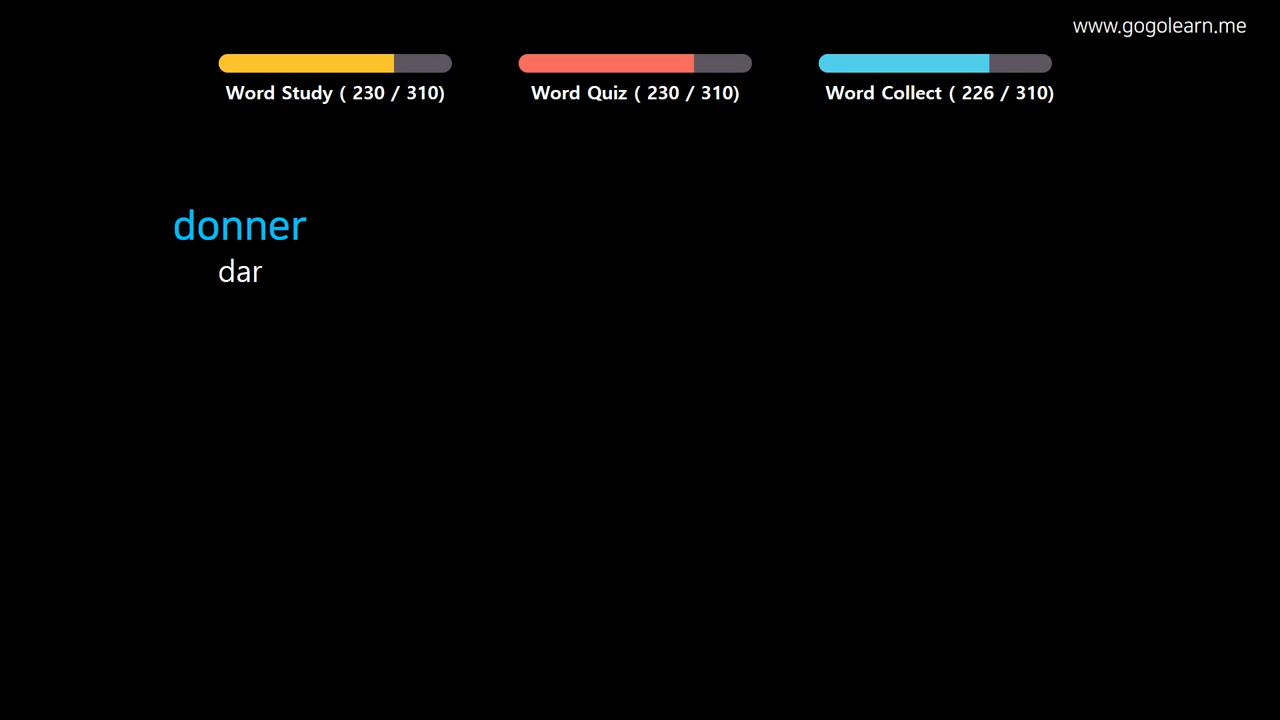 www.gogolearn.me
Word Study ( 230 / 310)
Word Quiz ( 230 / 310)
Word Collect ( 226 / 310)
donner
dar